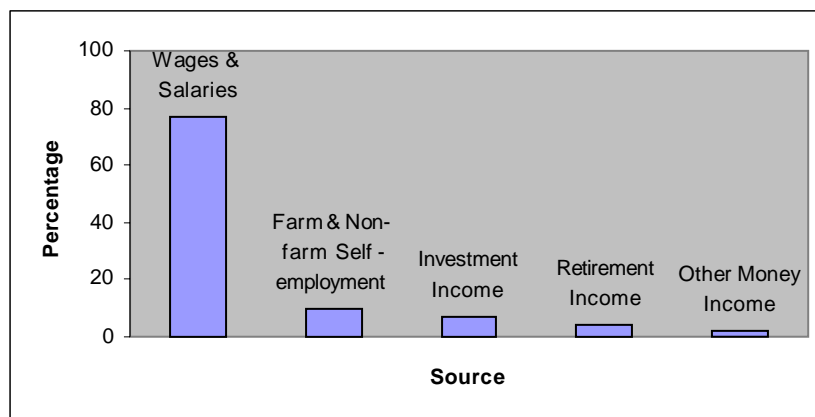 100
80
60
40
20
0
Percentage
Wages &
Salaries
Farm & Non-
farm Self -
employment
Investment
Income
Retirement
Income
Other Money
Income
Source